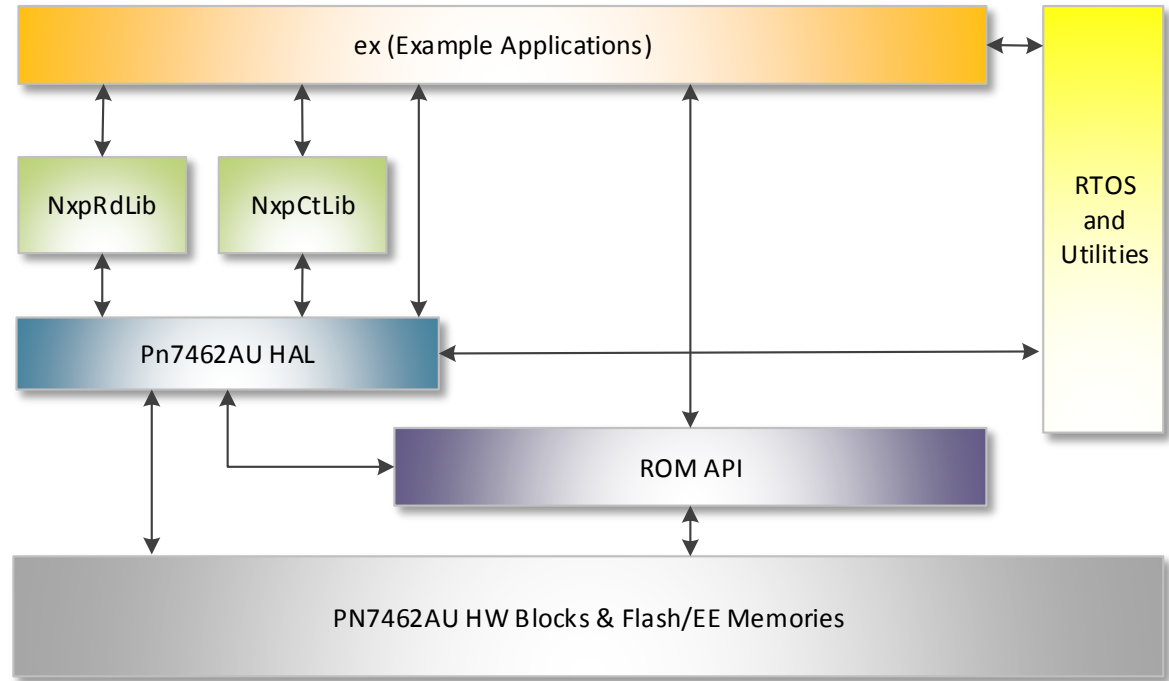 ex (Example Applications)
NxpRdLib
NxpCtLib
RTOS
and
Utilities
Pn7462AU HAL
ROM API
PN7462AU HW Blocks & Flash/EE Memories